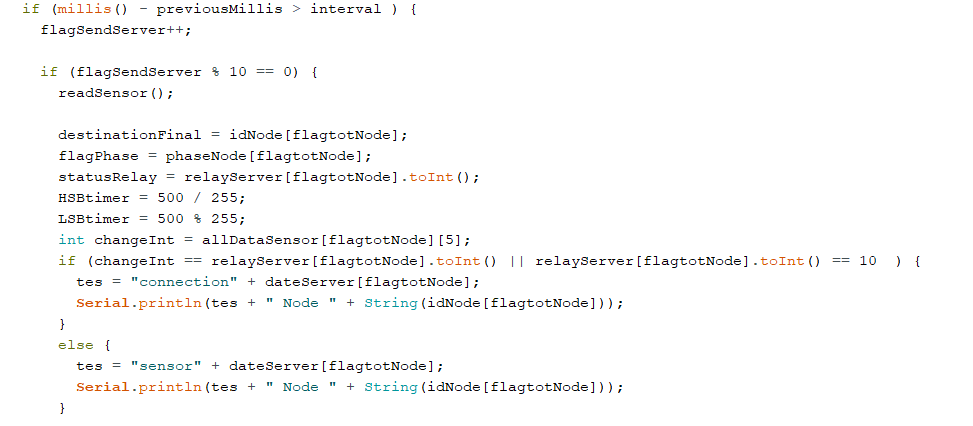 if (millis() - previousMillis > interval ) {
flagSendServer++;
if (flagSendServer % 10 == 0) {
readSensor();
destinationFinal = idNode[flagtotNode];
flagPhase = phaseNode[flagtotNode];
statusRelay = relayServer[flagtotNode].toInt();
HSBtimer = 500 / 255;
LSBtimer = 500 % 255;
int changeInt = allDataSensor[flagtotNode][5];
if (changeInt == relayServer[flagtotNode].toInt() || relayServer[flagtotNode].toInt() == 10  ) {
tes = "connection" + dateServer[flagtotNode];
Serial.println(tes + " Node " + String(idNode[flagtotNode]));
}
else {
tes = "sensor" + dateServer[flagtotNode];
Serial.println(tes + " Node " + String(idNode[flagtotNode]));
}